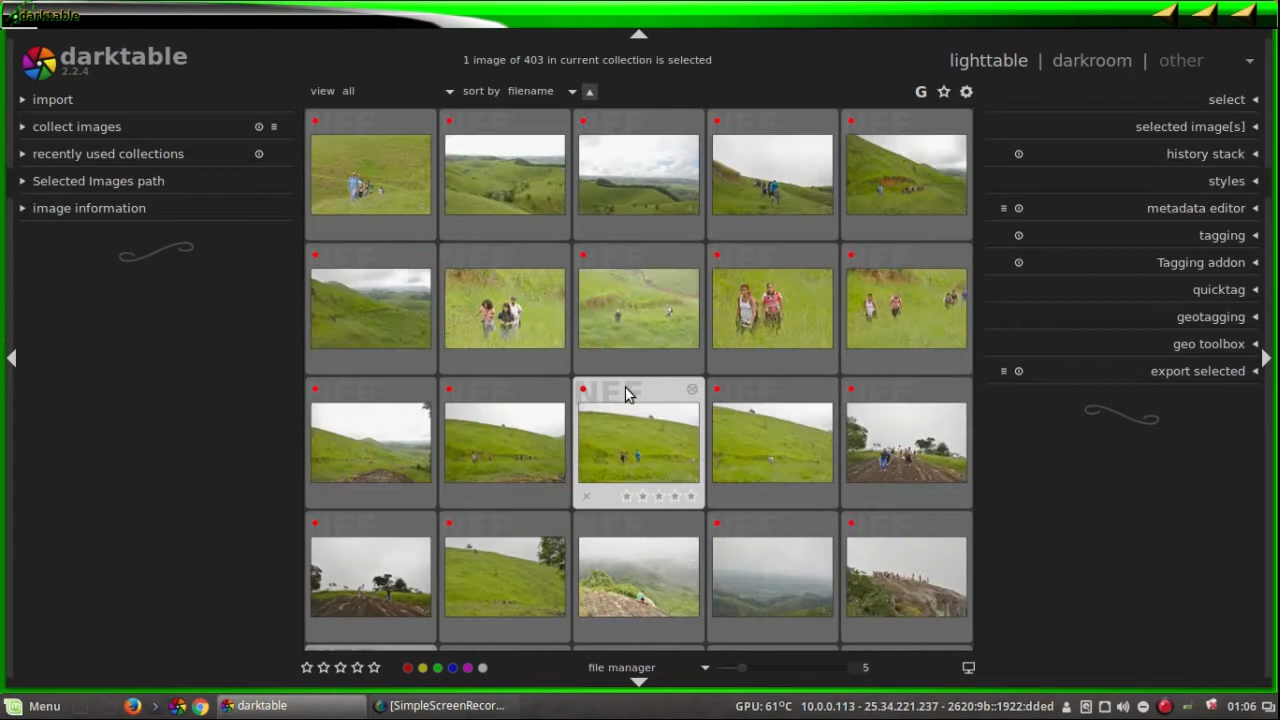 darktable
darktable
2.2.4
1 image of 403 in current collection is selected
lighttable | darkroom | other
import
collect images
recently used collections
Selected Images path
image information
view all
sort by filename
G
NEF
select
selected image[s]
history stack
styles
metadata editor
tagging
Tagging addon
quicktag
geotagging
geo toolbox
export selected
file manager
5
Menu
darktable
[SimpleScreenRecor...
GPU: 61°C
10.0.0.113 - 25.34.221.237 - 2620:9b::1922:dded
01:06